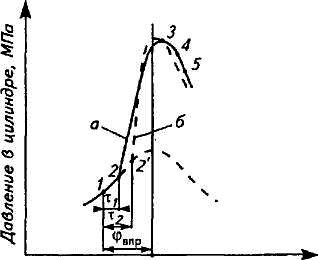 Давление в цилиндре, МПа
3
4
5
а
б
2
2'
1
τ₁
τ₂
φвпр